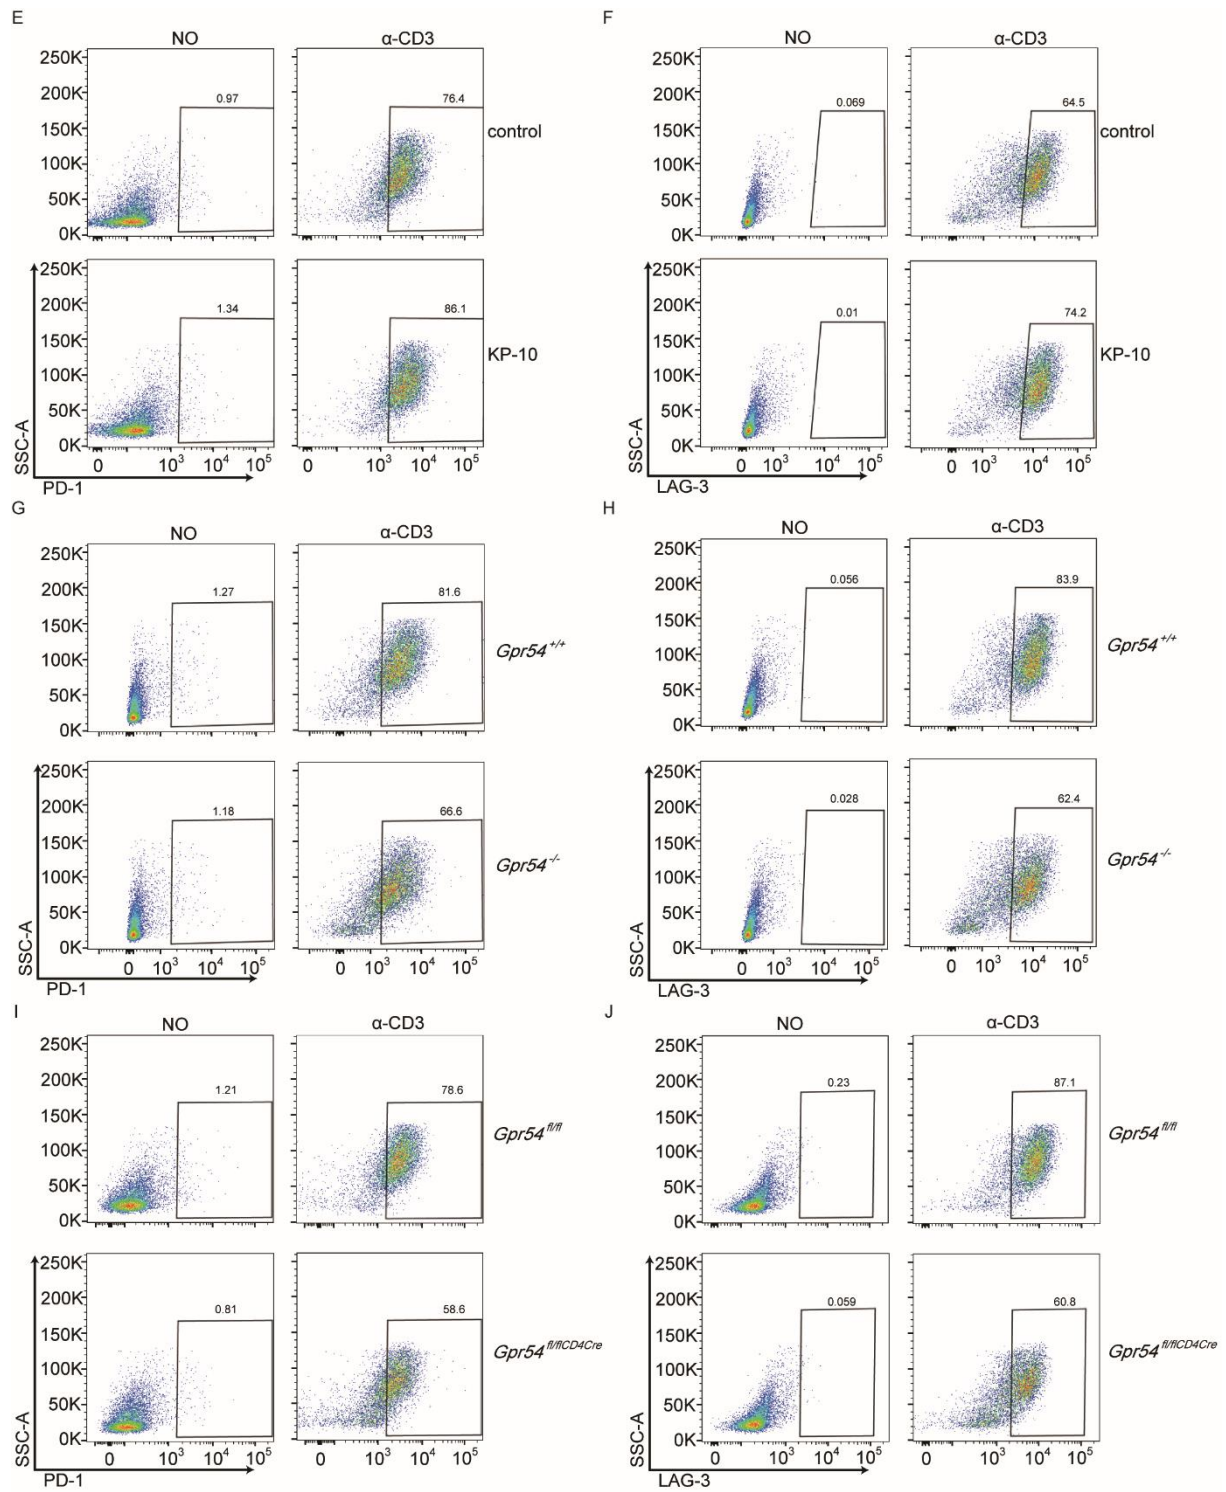 E
NO
α-CD3
250K
200K
150K
100K
50K
0K
0.97
76.4
control
250K
200K
150K
100K
50K
0K
1.34
86.1
KP-10
SSC-A
0 10³ 10⁴ 10⁵
0 10³ 10⁴ 10⁵
PD-1
F
NO
α-CD3
250K
200K
150K
100K
50K
0K
0.069
64.5
control
250K
200K
150K
100K
50K
0K
0.01
74.2
KP-10
SSC-A
0 10³ 10⁴ 10⁵
0 10³ 10⁴ 10⁵
LAG-3
G
NO
α-CD3
250K
200K
150K
100K
50K
0K
1.27
81.6
Gpr54 +/+
250K
200K
150K
100K
50K
0K
1.18
66.6
Gpr54 -/-
SSC-A
0 10³ 10⁴ 10⁵
0 10³ 10⁴ 10⁵
PD-1
H
NO
α-CD3
250K
200K
150K
100K
50K
0K
0.056
83.9
Gpr54 +/+
250K
200K
150K
100K
50K
0K
0.028
62.4
Gpr54 -/-
SSC-A
0 10³ 10⁴ 10⁵
0 10³ 10⁴ 10⁵
LAG-3
I
NO
α-CD3
250K
200K
150K
100K
50K
0K
1.21
78.6
Gpr54 fl/fl
250K
200K
150K
100K
50K
0K
0.81
58.6
Gpr54 fl/flCD4Cre
SSC-A
0 10³ 10⁴ 10⁵
0 10³ 10⁴ 10⁵
PD-1
J
NO
α-CD3
250K
200K
150K
100K
50K
0K
0.23
87.1
Gpr54 fl/fl
250K
200K
150K
100K
50K
0K
0.059
60.8
Gpr54 fl/flCD4Cre
SSC-A
0 10³ 10⁴ 10⁵
0 10³ 10⁴ 10⁵
LAG-3